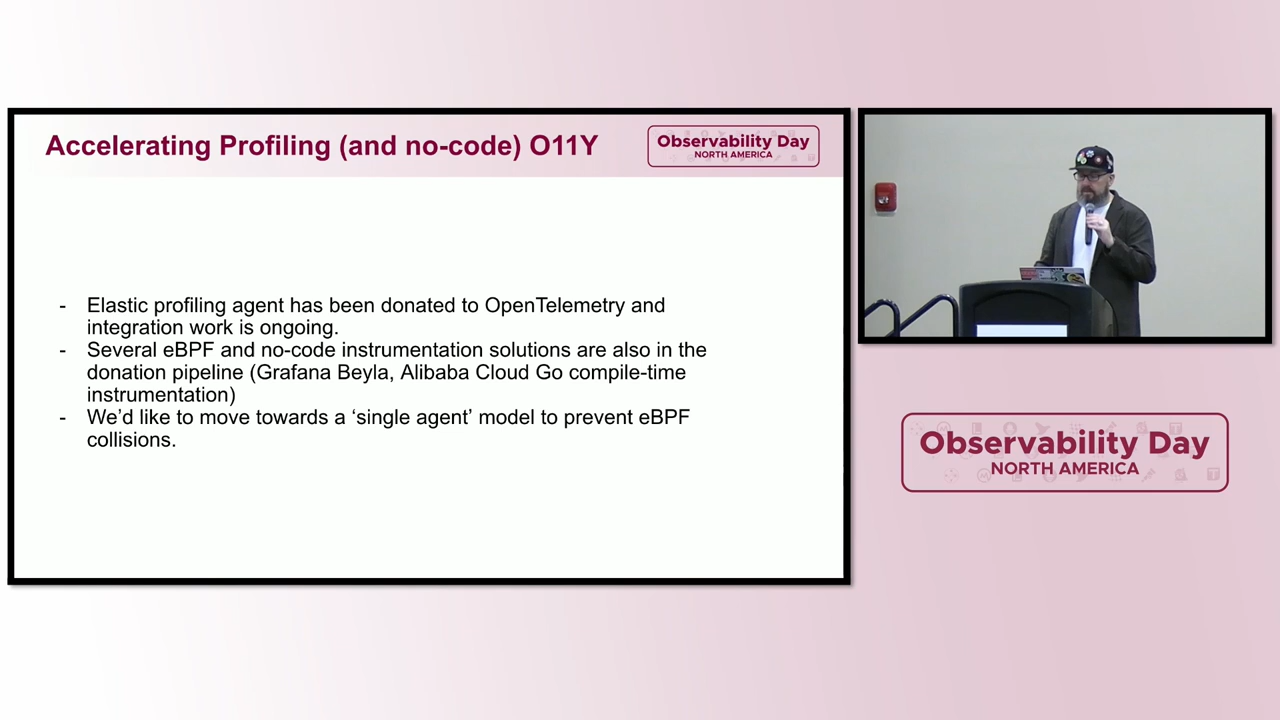 Accelerating Profiling (and no-code) O11Y
Observability Day
NORTH AMERICA
- Elastic profiling agent has been donated to OpenTelemetry and
integration work is ongoing.
- Several eBPF and no-code instrumentation solutions are also in the
donation pipeline (Grafana Beyla, Alibaba Cloud Go compile-time
instrumentation)
- We’d like to move towards a ‘single agent’ model to prevent eBPF
collisions.
Observability Day
NORTH AMERICA